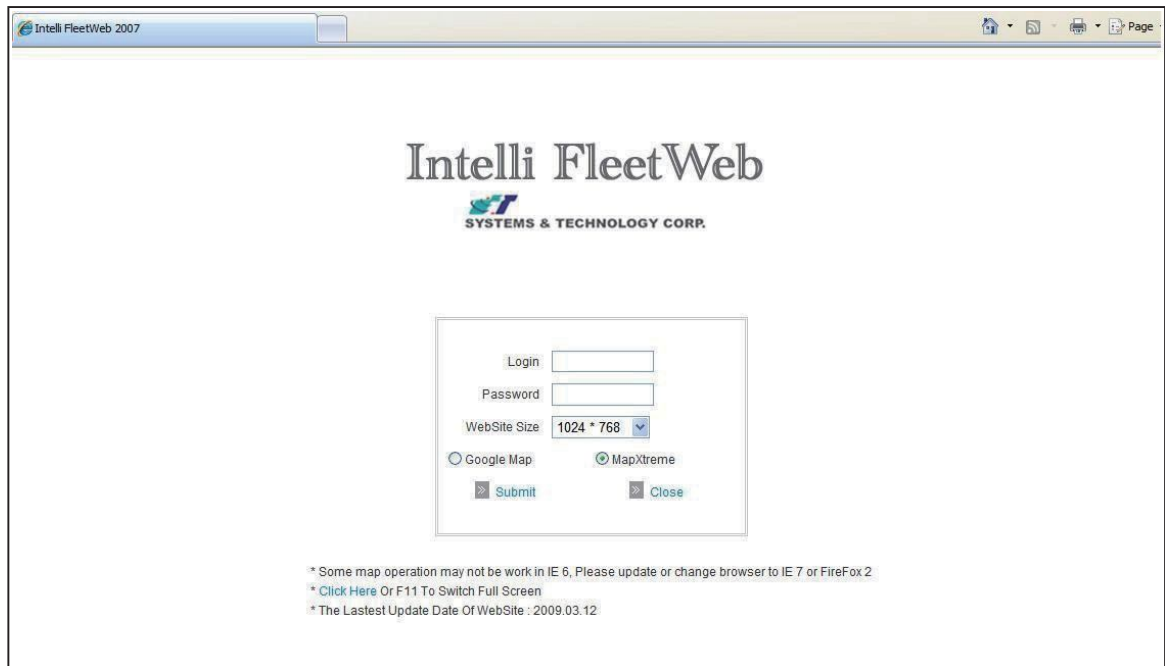 Intelli FleetWeb 2007
Page
Intelli FleetWeb
ST
SYSTEMS & TECHNOLOGY CORP.
Login
Password
WebSite Size 1024 * 768
Google Map MapXtreme
Submit Close
* Some map operation may not be work in IE 6, Please update or change browser to IE 7 or FireFox 2
* Click Here Or F11 To Switch Full Screen
* The Lastest Update Date Of WebSite : 2009.03.12